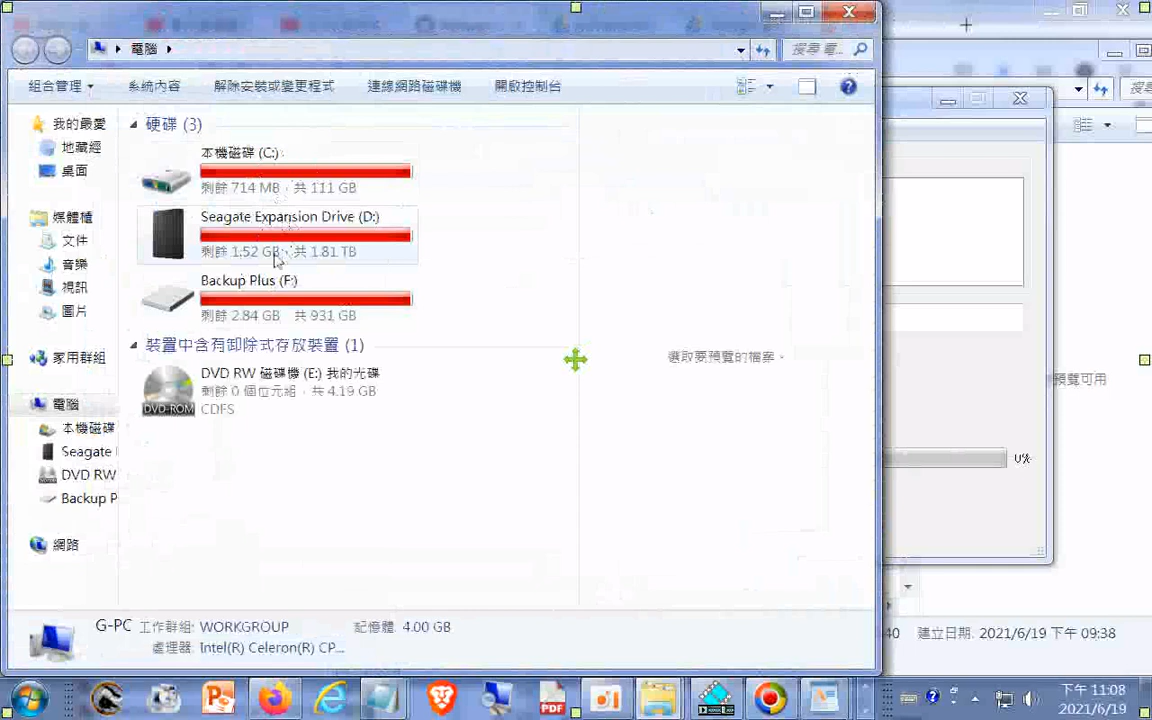 電腦
搜尋 電...
組合管理
系統內容
解除安裝或變更程式
連線網路磁碟機
開啟控制台
搜尋
我的最愛
地藏經
桌面
媒體櫃
文件
音樂
視訊
圖片
家用群組
電腦
本機磁碟
Seagate
DVD RW
Backup P
網路
硬碟 (3)
本機磁碟 (C:)
剩餘 714 MB，共 111 GB
Seagate Expansion Drive (D:)
剩餘 1.52 GB，共 1.81 TB
Backup Plus (F:)
剩餘 2.84 GB，共 931 GB
裝置中含有卸除式存放裝置 (1)
DVD RW 磁碟機 (E:) 我的光碟
剩餘 0 個位元組，共 4.19 GB
CDFS
DVD-ROM
選取要預覽的檔案。
預覽可用
0%
G-PC 工作群組: WORKGROUP 記憶體: 4.00 GB
處理器: Intel(R) Celeron(R) CP...
40 建立日期: 2021/6/19 下午 09:38
PDF
下午 11:08
2021/6/19